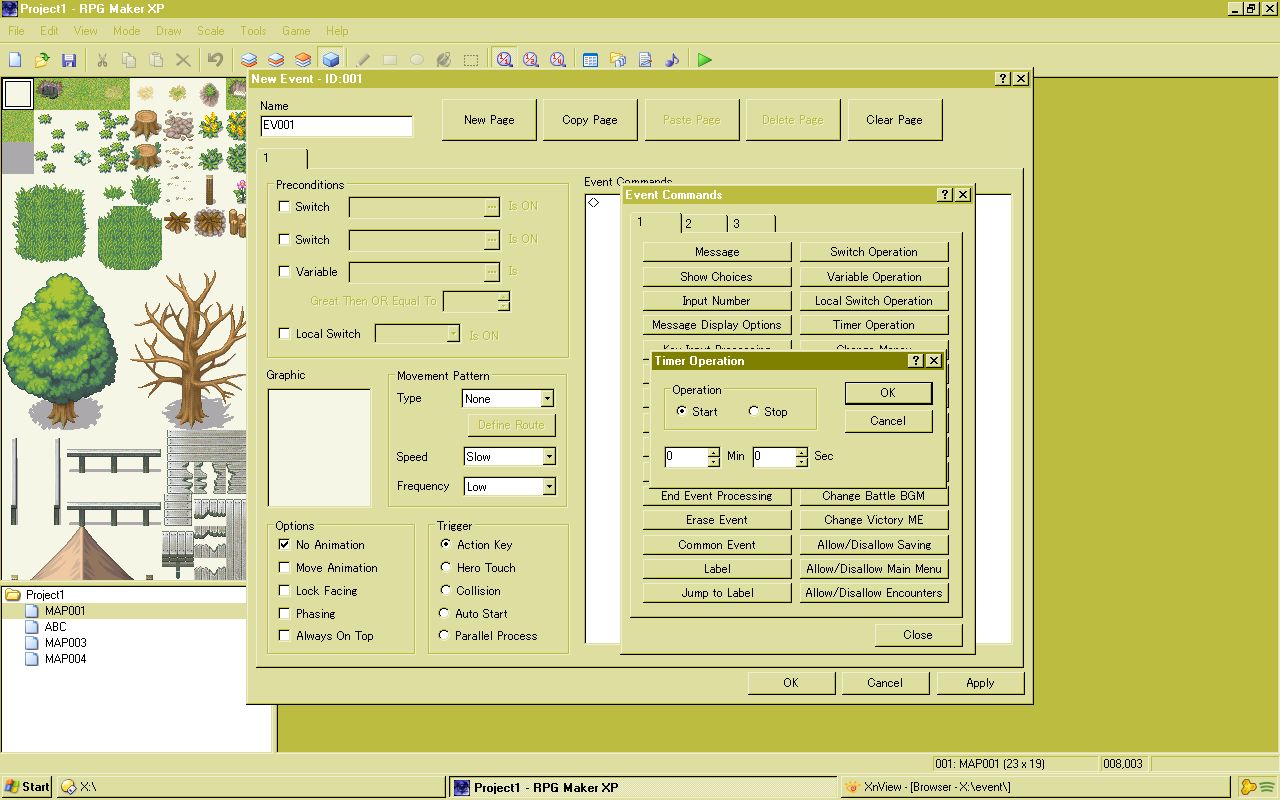 Project1 - RPG Maker XP
File Edit View Mode Draw Scale Tools Game Help
New Event - ID:001
Name
EV001
New Page Copy Page Paste Page Delete Page Clear Page
1
Preconditions
Switch Is ON
Switch Is ON
Variable Is
Great Then OR Equal To
Local Switch Is ON
Graphic
Movement Pattern
Type None
Define Route
Speed Slow
Frequency Low
Options
No Animation
Move Animation
Lock Facing
Phasing
Always On Top
Trigger
Action Key
Hero Touch
Collision
Auto Start
Parallel Process
Event Commands
Event Commands
1 2 3
Message Switch Operation
Show Choices Variable Operation
Input Number Local Switch Operation
Message Display Options Timer Operation
Key Input Processing Change Money
Timer Operation
Operation
Start Stop
OK
Cancel
0 Min 0 Sec
End Event Processing Change Battle BGM
Erase Event Change Victory ME
Common Event Allow/Disallow Saving
Label Allow/Disallow Main Menu
Jump to Label Allow/Disallow Encounters
Close
OK Cancel Apply
Project1
MAP001
ABC
MAP003
MAP004
001: MAP001 (23 x 19) 008,003
Start X:\ Project1 - RPG Maker XP XnView - [Browser - X:\event\]